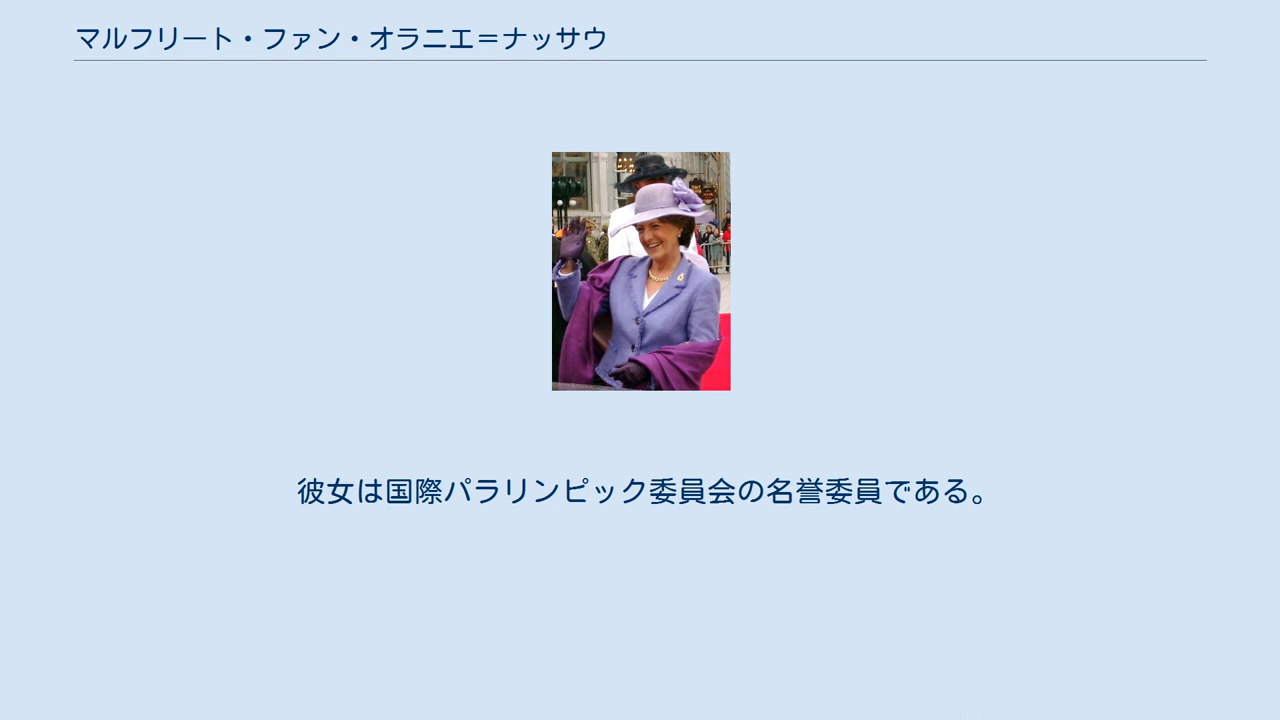 マルフリート・ファン・オラニエ＝ナッサウ
彼女は国際パラリンピック委員会の名誉委員である。